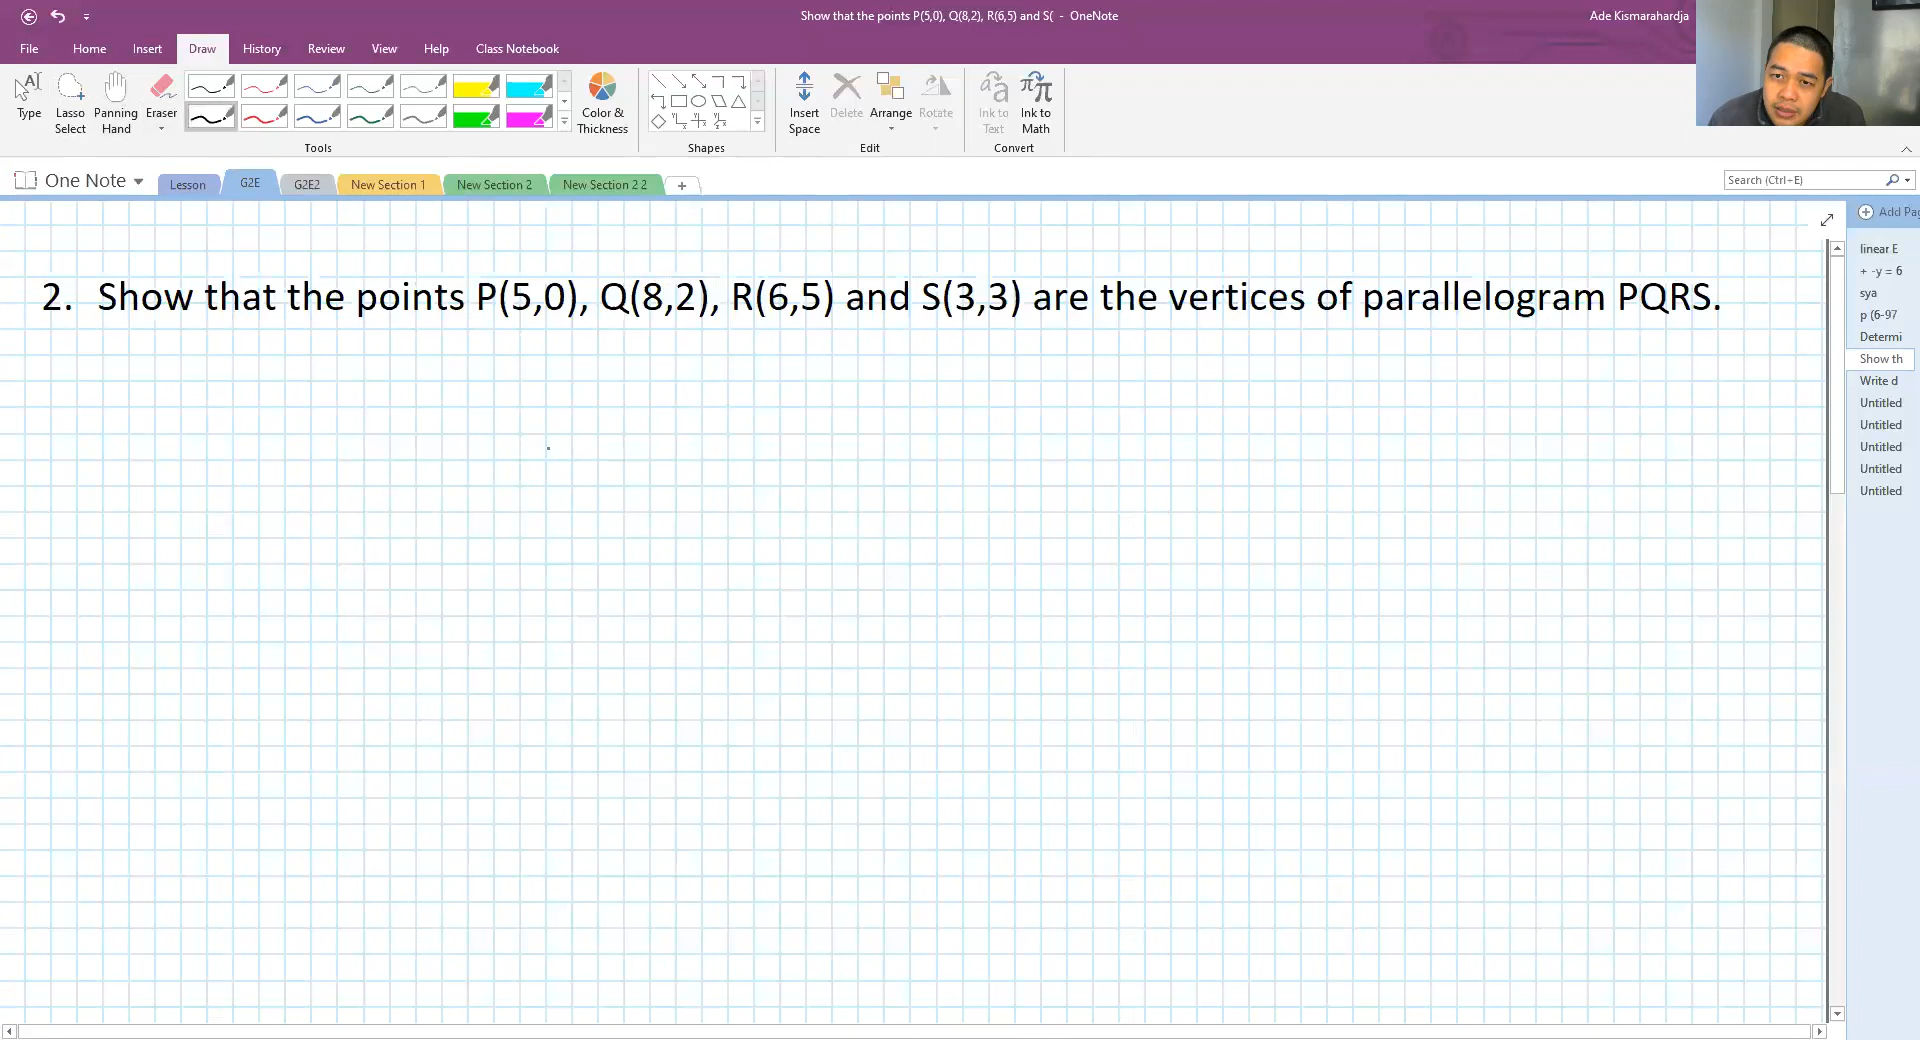 Show that the points P(5,0), Q(8,2), R(6,5) and S( - OneNote
Ade Kismarahardja
File Home Insert Draw History Review View Help Class Notebook
Type
Lasso Select
Panning Hand
Eraser
Color & Thickness
Insert Space
Delete
Arrange
Rotate
Ink to Text
Ink to Math
Tools
Shapes
Edit
Convert
One Note
Lesson
G2E
G2E2
New Section 1
New Section 2
New Section 2 2
Search (Ctrl+E)
Add Pag
2. Show that the points P(5,0), Q(8,2), R(6,5) and S(3,3) are the vertices of parallelogram PQRS.
linear E
+ -y = 6
sya
p (6-97
Determi
Show th
Write d
Untitled
Untitled
Untitled
Untitled
Untitled